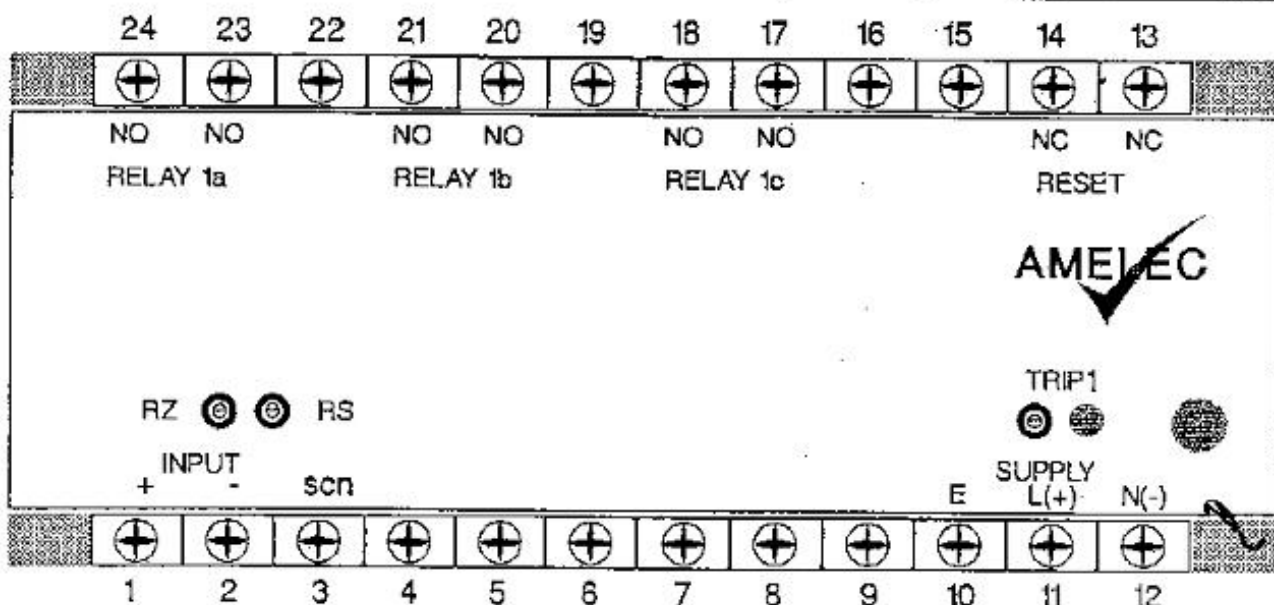 24 23 22 21 20 19 18 17 16 15 14 13
NO NO NO NO NO NO NC NC
RELAY 1a RELAY 1b RELAY 1c RESET
AMELEC
TRIP1
RZ RS
INPUT SUPPLY
+ - scn E L(+) N(-)
1 2 3 4 5 6 7 8 9 10 11 12